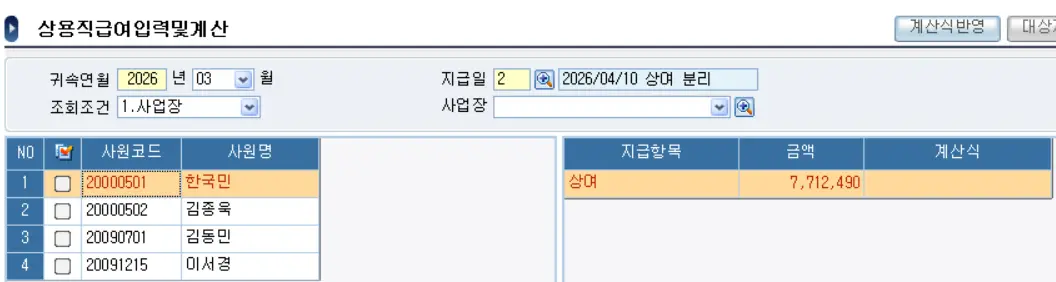 상용직급여입력및계산 계산식반영
귀속연월 2026 년 03 월 지급일 2 2026/04/10 상여 분리
조회조건 1.사업장 사업장
NO 사원코드 사원명 지급항목 금액 계산식
1 20000501 한국민 상여 7,712,490
2 20000502 김종욱
3 20090701 김동민
4 20091215 이서경